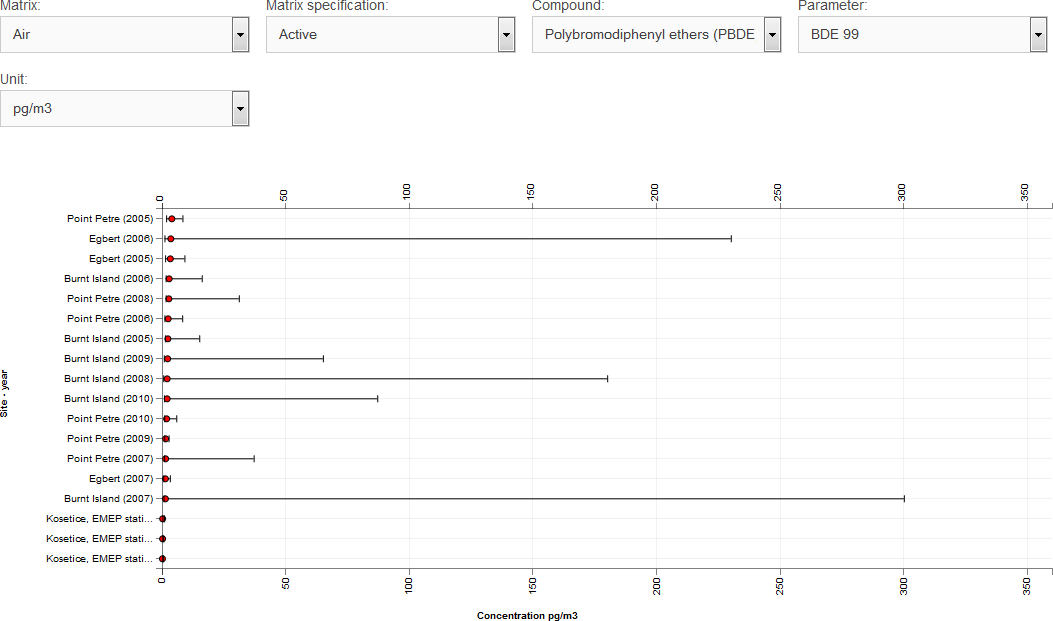 Matrix: Matrix specification: Compound: Parameter:
Air Active Polybromodiphenyl ethers (PBDE BDE 99
Unit:
pg/m3
0 50 100 150 200 250 300 350
Point Petre (2005)
Egbert (2006)
Egbert (2005)
Burnt Island (2006)
Point Petre (2008)
Point Petre (2006)
Burnt Island (2005)
Burnt Island (2009)
Burnt Island (2008)
Burnt Island (2010)
Point Petre (2010)
Point Petre (2009)
Point Petre (2007)
Egbert (2007)
Burnt Island (2007)
Kosetice, EMEP stati...
Kosetice, EMEP stati...
Kosetice, EMEP stati...
Site - year
0 50 100 150 200 250 300 350
Concentration pg/m3